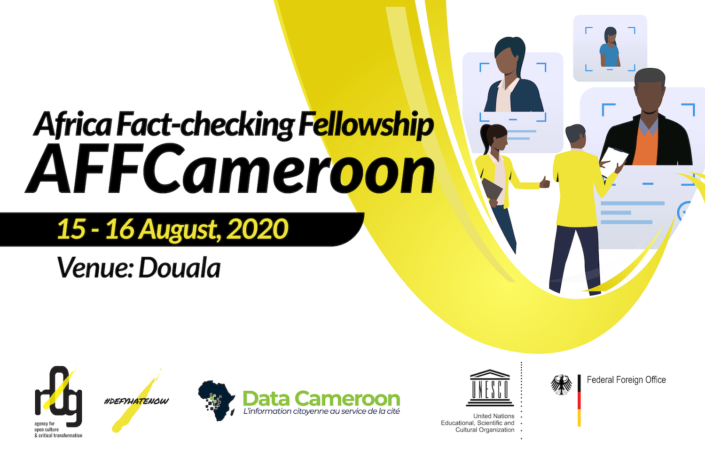 Africa Fact-checking Fellowship
AFFCameroon
15 - 16 August, 2020
Venue: Douala
r0g
agency for
open culture
& critical transformation
#DEFYHATENOW
Data Cameroon
L'information citoyenne au service de la cité
UNESCO
United Nations
Educational, Scientific and
Cultural Organization
Federal Foreign Office